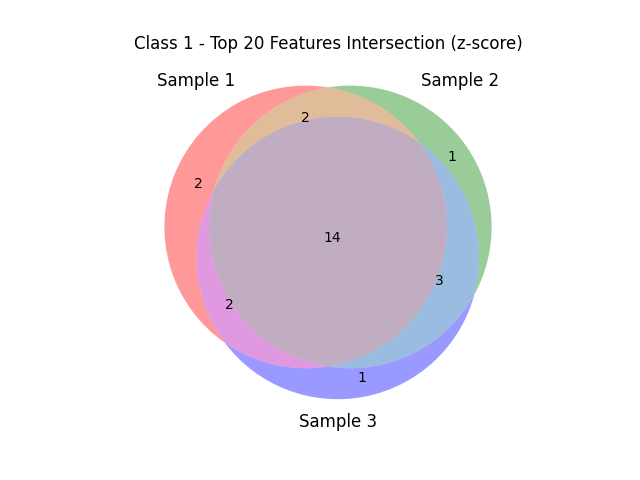 Class 1 - Top 20 Features Intersection (z-score)
Sample 1
Sample 2
2
1
2
14
3
2
1
Sample 3